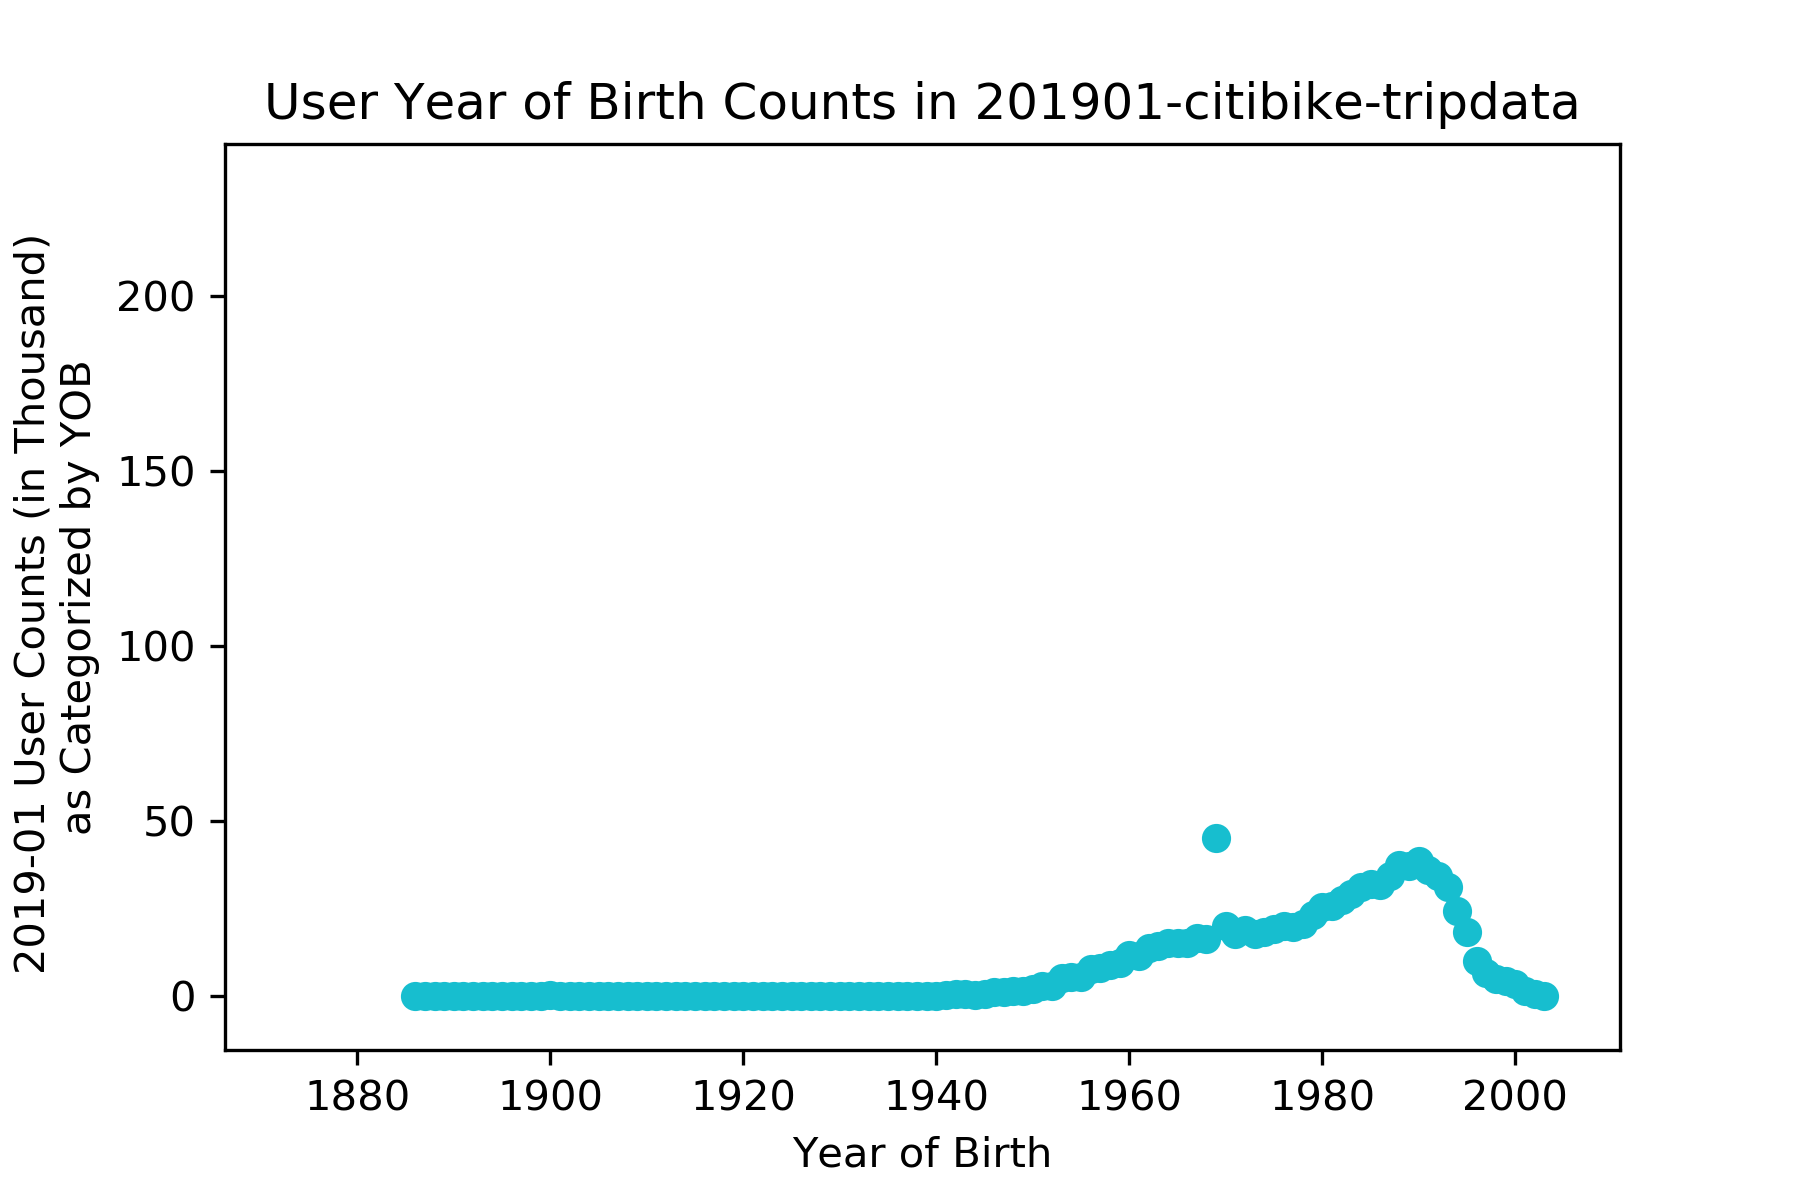 User Year of Birth Counts in 201901-citibike-tripdata
2019-01 User Counts (in Thousand)
as Categorized by YOB
200
150
100
50
0
1880 1900 1920 1940 1960 1980 2000
Year of Birth